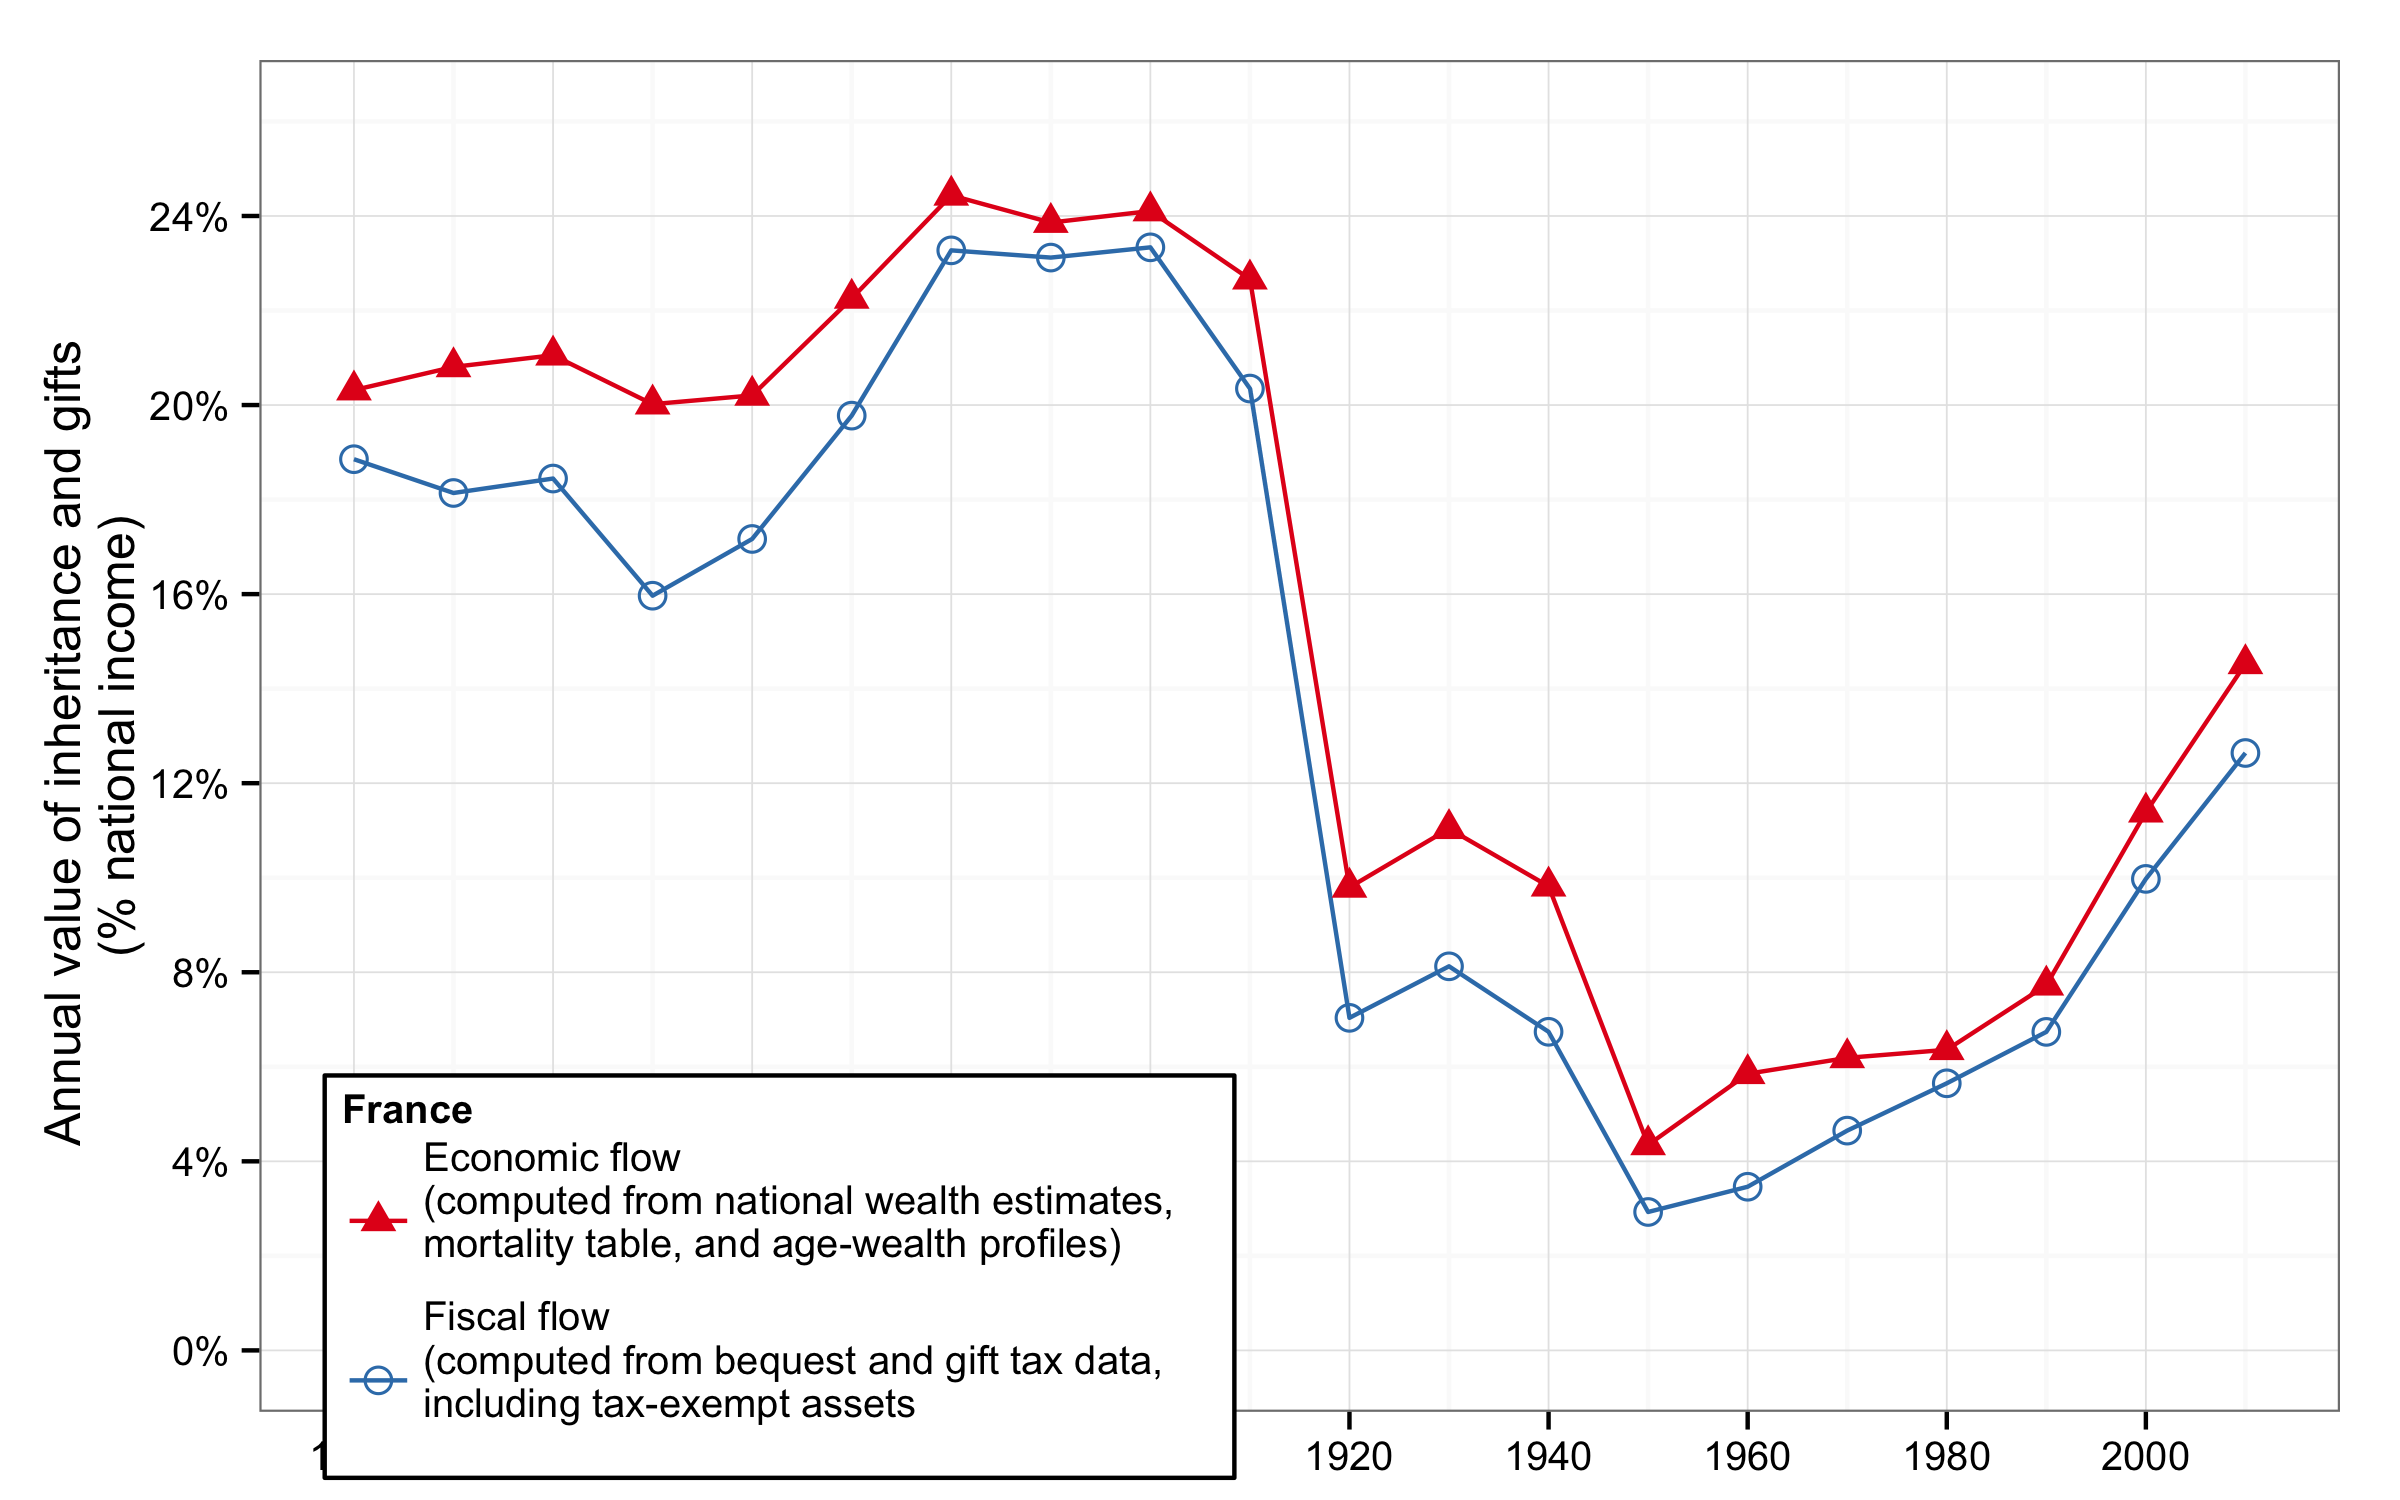 Annual value of inheritance and gifts
(% national income)
24%
20%
16%
12%
8%
4%
0%
France
Economic flow
(computed from national wealth estimates,
mortality table, and age-wealth profiles)
Fiscal flow
(computed from bequest and gift tax data,
including tax-exempt assets
1920 1940 1960 1980 2000